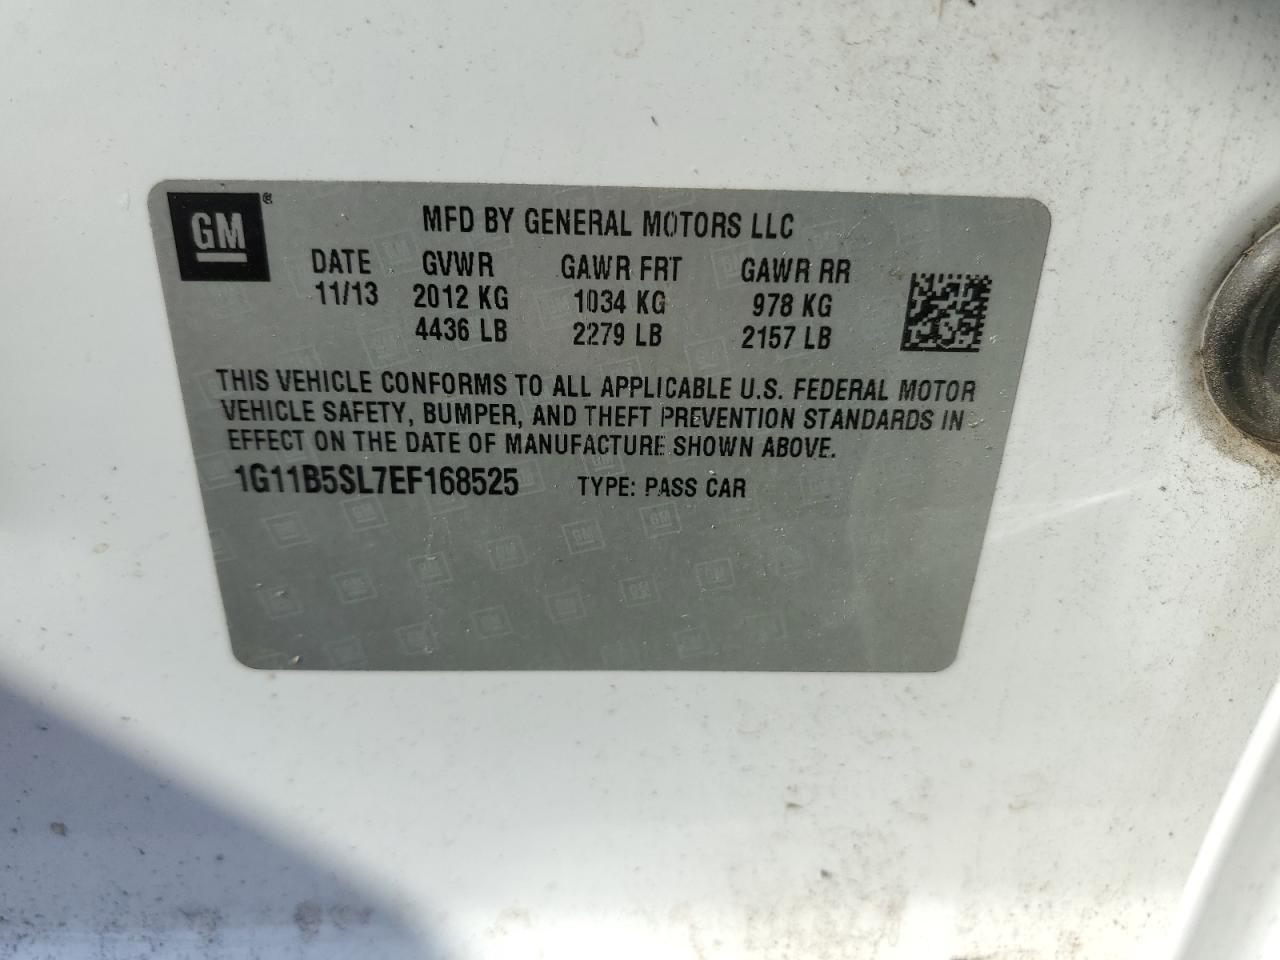 GM®
MFD BY GENERAL MOTORS LLC
DATE GVWR GAWR FRT GAWR RR
11/13 2012 KG 1034 KG 978 KG
4436 LB 2279 LB 2157 LB
THIS VEHICLE CONFORMS TO ALL APPLICABLE U.S. FEDERAL MOTOR
VEHICLE SAFETY, BUMPER, AND THEFT PREVENTION STANDARDS IN
EFFECT ON THE DATE OF MANUFACTURE SHOWN ABOVE.
1G11B5SL7EF168525 TYPE: PASS CAR